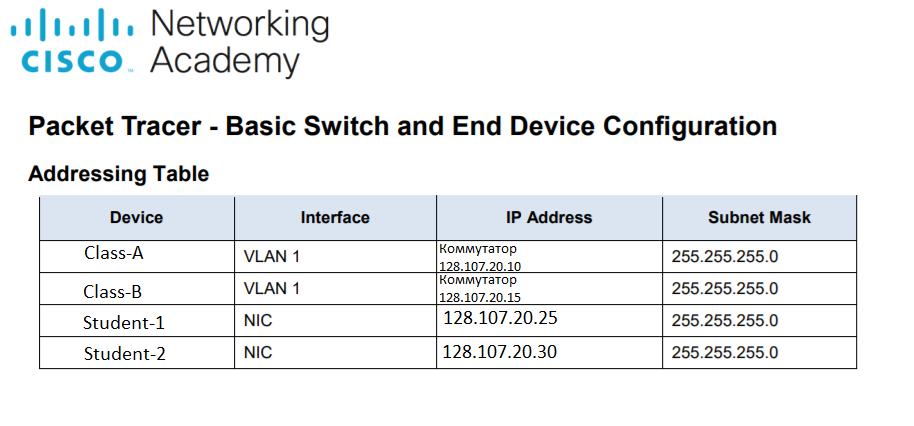 Networking
CISCO Academy
Packet Tracer - Basic Switch and End Device Configuration
Addressing Table
Device Interface IP Address Subnet Mask
Class-A VLAN 1 Коммутатор 128.107.20.10 255.255.255.0
Class-B VLAN 1 Коммутатор 128.107.20.15 255.255.255.0
Student-1 NIC 128.107.20.25 255.255.255.0
Student-2 NIC 128.107.20.30 255.255.255.0